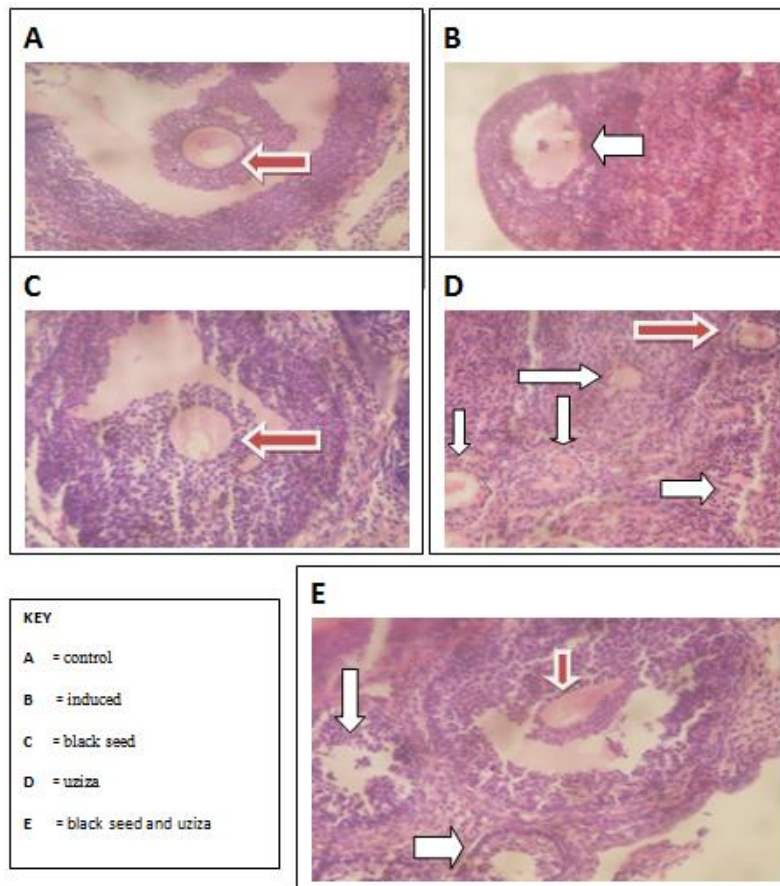 A
B
C
D
KEY
A = control
B = induced
C = black seed
D = uziza
E = black seed and uziza
E